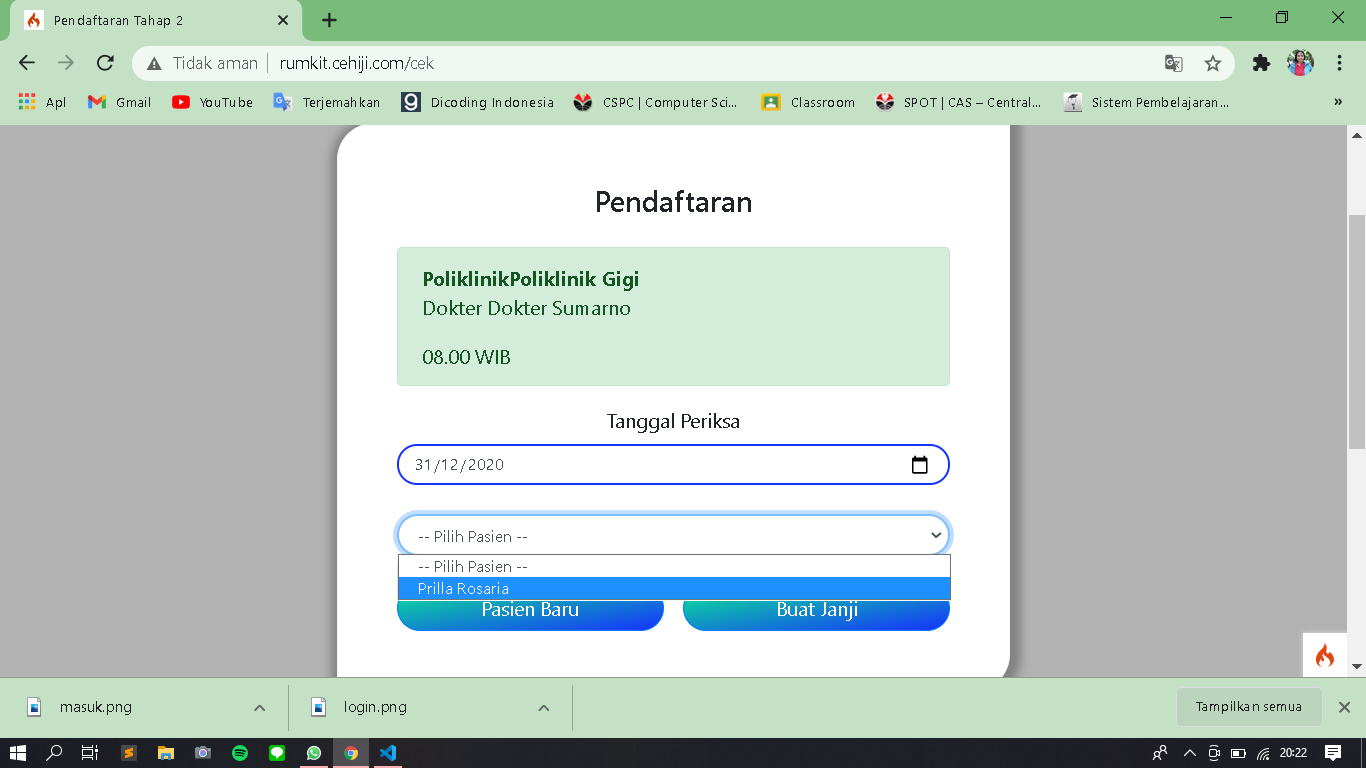 Pendaftaran Tahap 2
Tidak aman
rumkit.cehiji.com/cek
Apl
Gmail
YouTube
Terjemahkan
Dicoding Indonesia
CSPC | Computer Sci...
Classroom
SPOT | CAS – Central...
Sistem Pembelajaran...
»
Pendaftaran
PoliklinikPoliklinik Gigi
Dokter Dokter Sumarno
08.00 WIB
Tanggal Periksa
31/12/2020
-- Pilih Pasien --
-- Pilih Pasien --
Prilla Rosaria
Pasien Baru
Buat Janji
masuk.png
login.png
Tampilkan semua
20:22